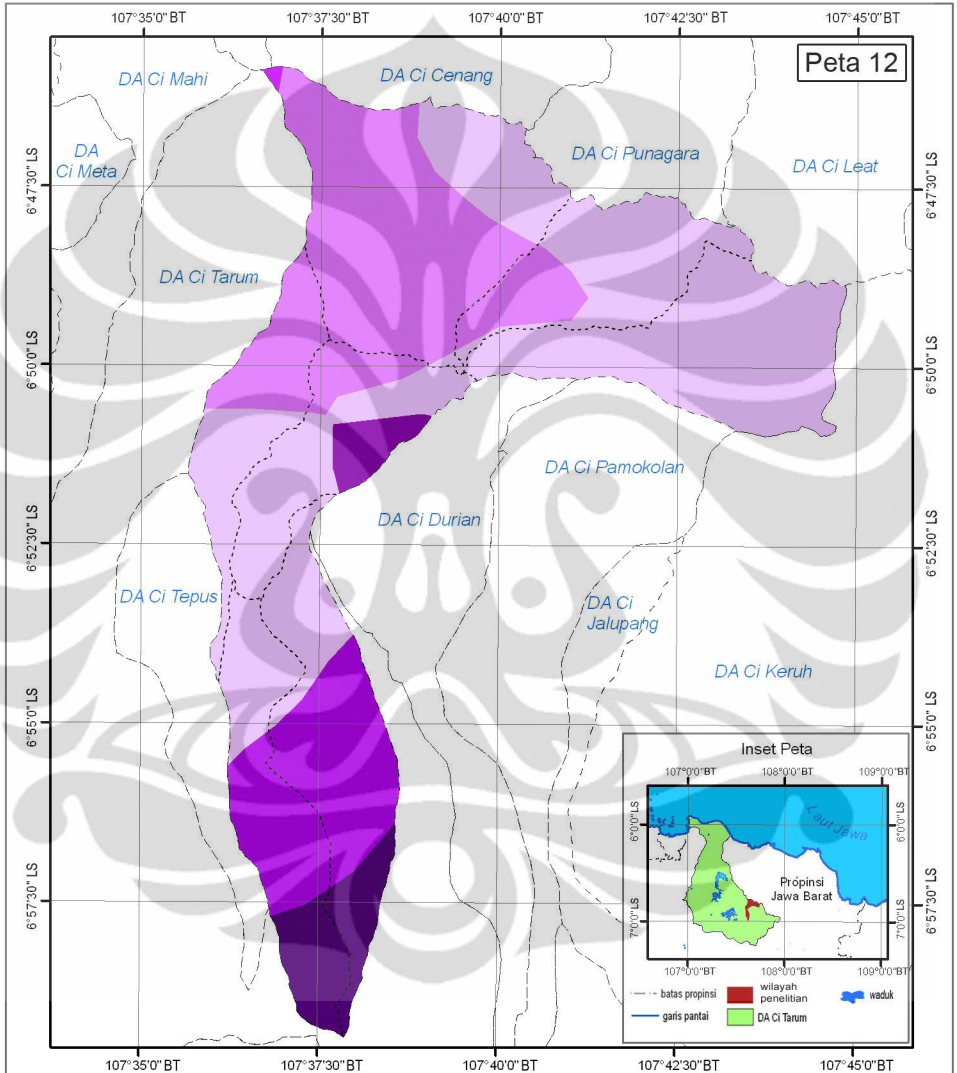 107°35'0"BT
107°37'30"BT
107°40'0"BT
107°42'30"BT
107°45'0"BT
Peta 12
DA Ci Mahi
DA Ci Cenang
DA
Ci Meta
DA Ci Punagara
DA Ci Leat
6°47'30" LS
6°47'30" LS
DA Ci Tarum
6°50'0" LS
6°50'0" LS
DA Ci Pamokolan
DA Ci Durian
6°52'30" LS
6°52'30" LS
DA Ci Tepus
DA Ci
Jalupang
DA Ci Keruh
6°55'0" LS
6°55'0" LS
Inset Peta
107°0'0"BT
108°0'0"BT
109°0'0"BT
6°0'0"LS
6°0'0"LS
Laut Jawa
Propinsi
Jawa Barat
7°0'0"LS
7°0'0"LS
107°0'0"BT
108°0'0"BT
109°0'0"BT
batas propinsi
wilayah
penelitian
waduk
garis pantai
DA Ci Tarum
6°57'30" LS
6°57'30" LS
107°35'0"BT
107°37'30"BT
107°40'0"BT
107°42'30"BT
107°45'0"BT